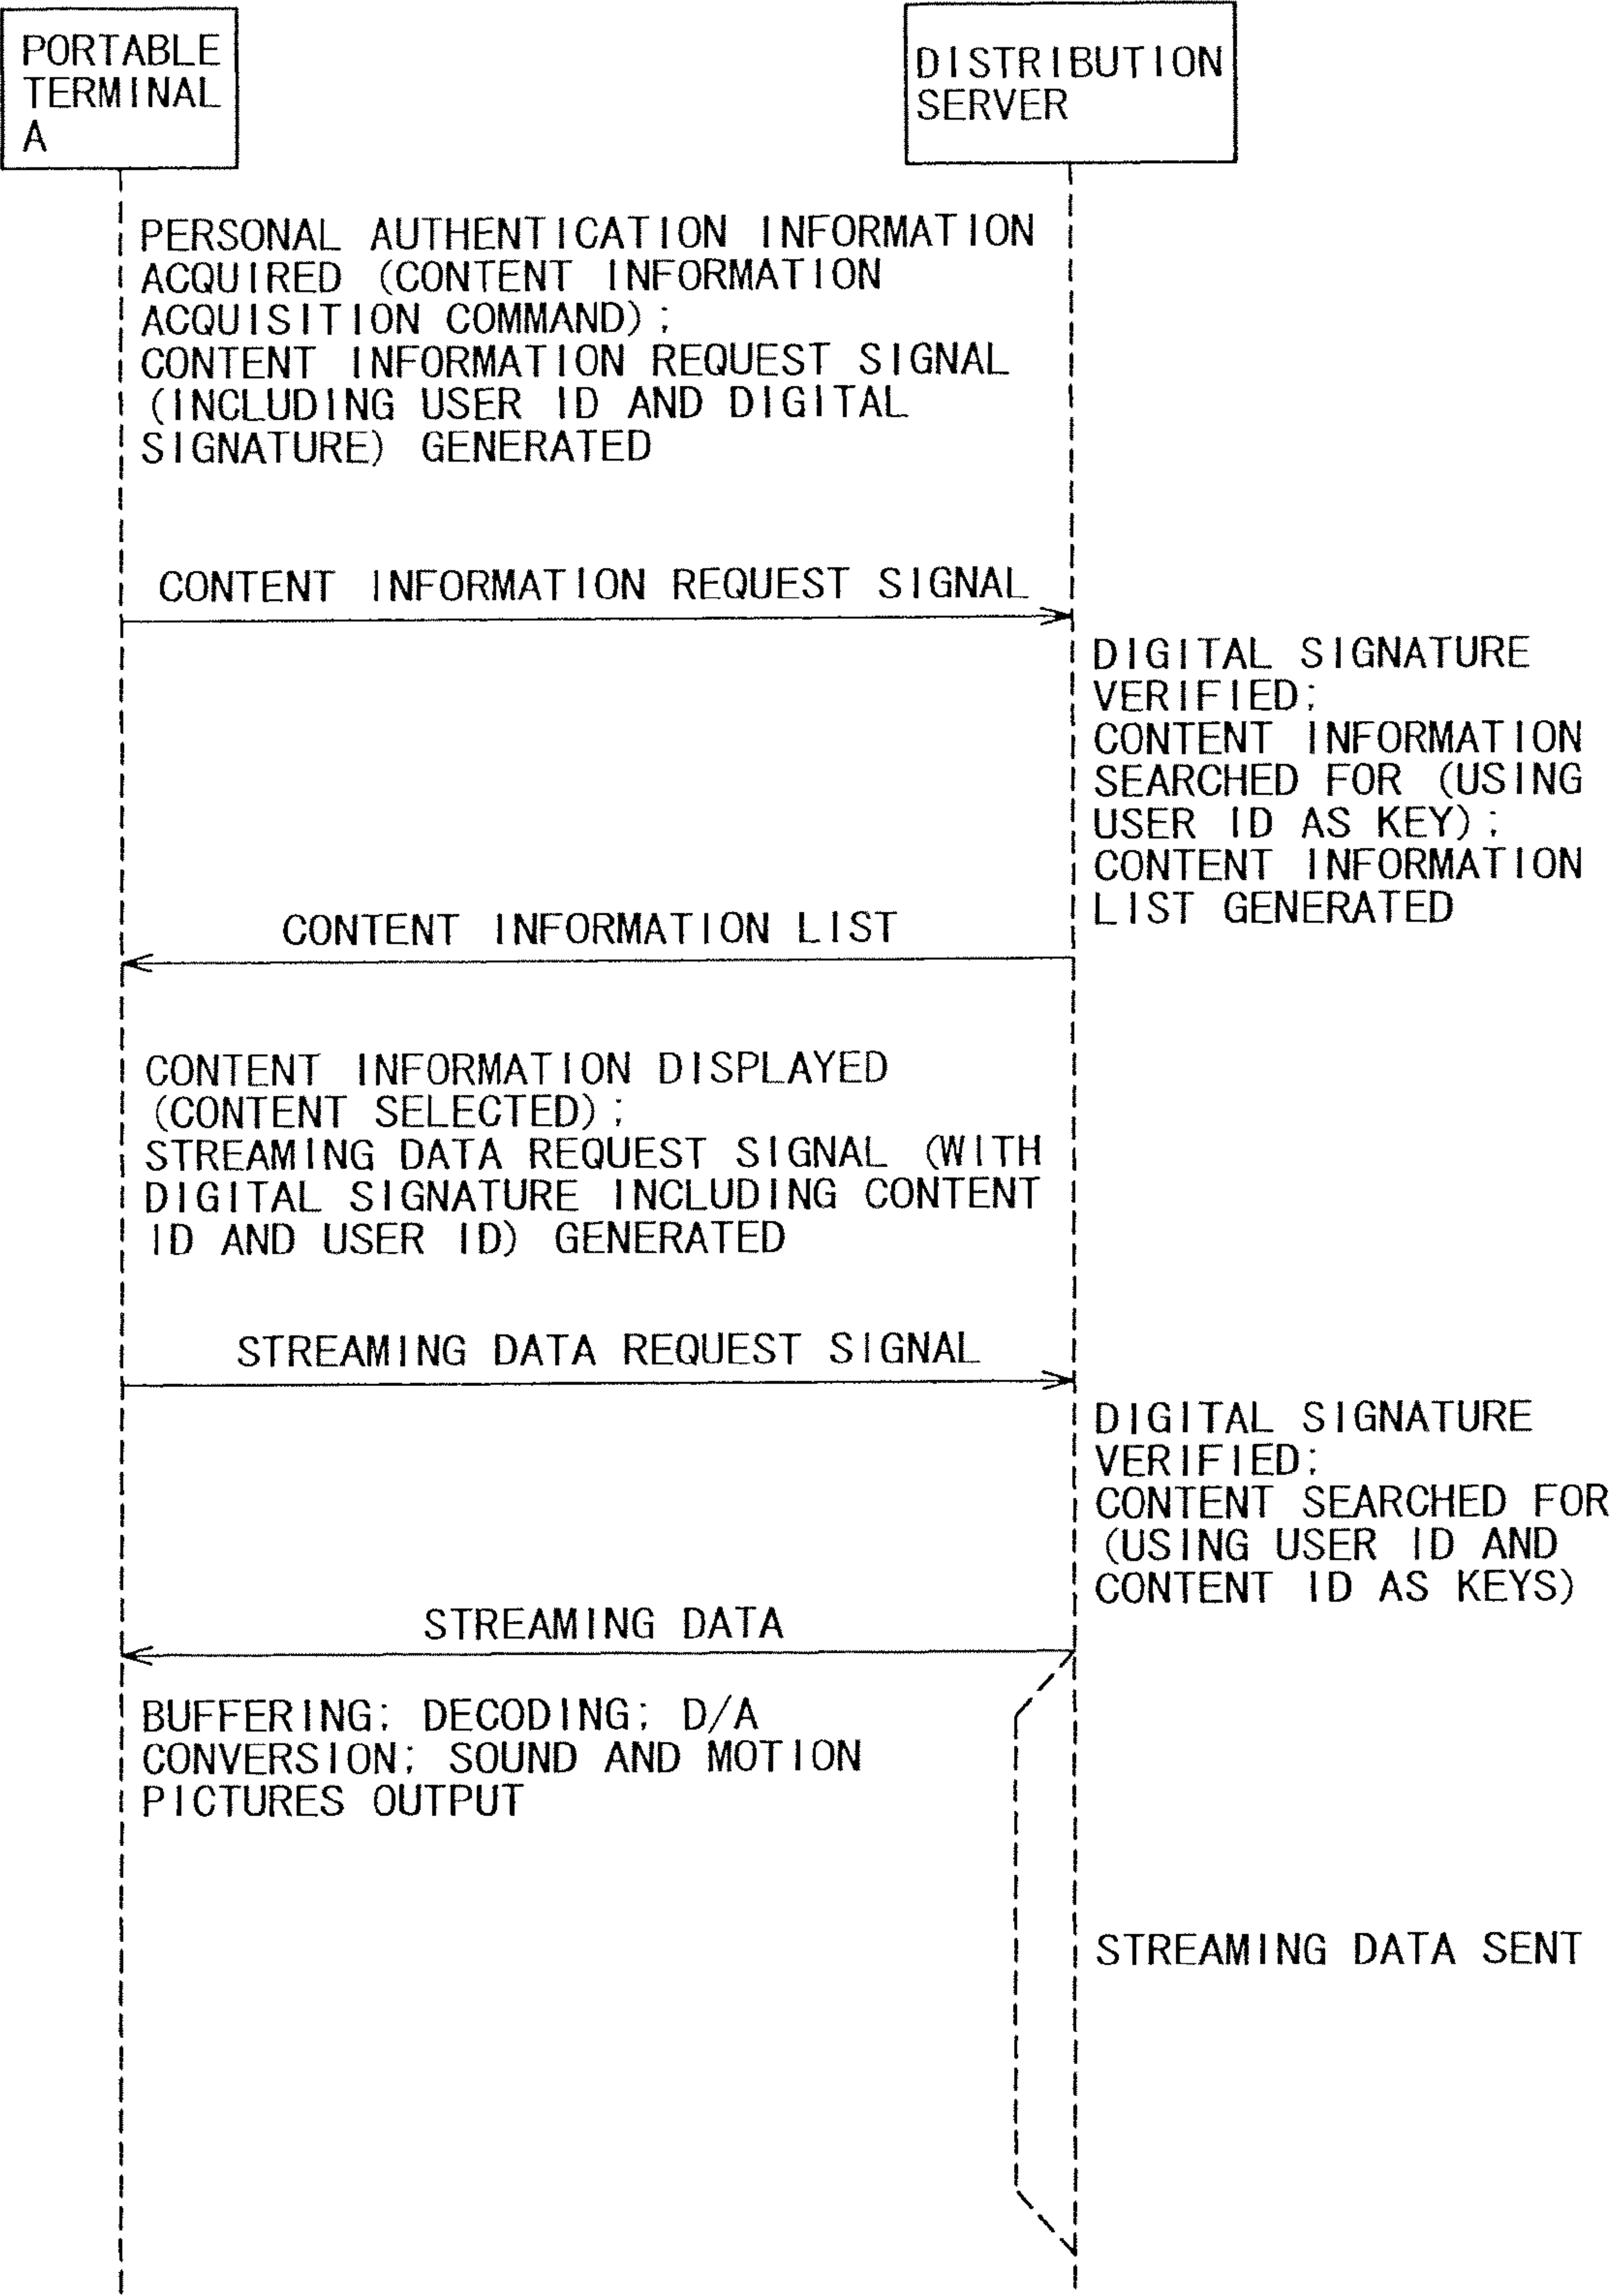 PORTABLE
TERMINAL
A
DISTRIBUTION
SERVER
PERSONAL AUTHENTICATION INFORMATION
ACQUIRED (CONTENT INFORMATION
ACQUISITION COMMAND);
CONTENT INFORMATION REQUEST SIGNAL
(INCLUDING USER ID AND DIGITAL
SIGNATURE) GENERATED
CONTENT INFORMATION REQUEST SIGNAL
DIGITAL SIGNATURE
VERIFIED;
CONTENT INFORMATION
SEARCHED FOR (USING
USER ID AS KEY);
CONTENT INFORMATION
LIST GENERATED
CONTENT INFORMATION LIST
CONTENT INFORMATION DISPLAYED
(CONTENT SELECTED);
STREAMING DATA REQUEST SIGNAL (WITH
DIGITAL SIGNATURE INCLUDING CONTENT
ID AND USER ID) GENERATED
STREAMING DATA REQUEST SIGNAL
DIGITAL SIGNATURE
VERIFIED;
CONTENT SEARCHED FOR
(USING USER ID AND
CONTENT ID AS KEYS)
STREAMING DATA
BUFFERING; DECODING; D/A
CONVERSION; SOUND AND MOTION
PICTURES OUTPUT
STREAMING DATA SENT